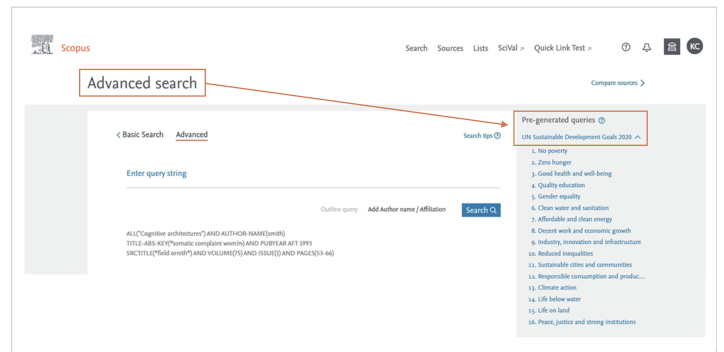 Scopus
Search Sources Lists SciVal ↗ Quick Link Test ↗
KC
Advanced search
Compare sources >
< Basic Search Advanced
Search tips
Enter query string
Outline query Add Author name / Affiliation Search
ALL("Cognitive architectures") AND AUTHOR-NAME(smith)
TITLE-ABS-KEY(*somatic complaint wom?n) AND PUBYEAR AFT 1993
SRCTITLE(*field ornith*) AND VOLUME(75) AND ISSUE(1) AND PAGES(53-66)
Pre-generated queries
UN Sustainable Development Goals 2020
1. No poverty
2. Zero hunger
3. Good health and well-being
4. Quality education
5. Gender equality
6. Clean water and sanitation
7. Affordable and clean energy
8. Decent work and economic growth
9. Industry, innovation and infrastructure
10. Reduced inequalities
11. Sustainable cities and communities
12. Responsible consumption and produc...
13. Climate action
14. Life below water
15. Life on land
16. Peace, justice and strong institutions